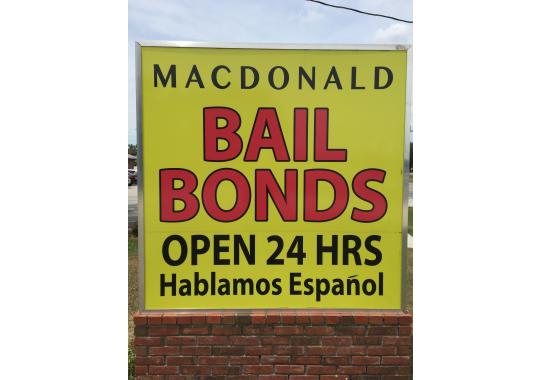 MACDONALD
BAIL
BONDS
OPEN 24 HRS
Hablamos Español